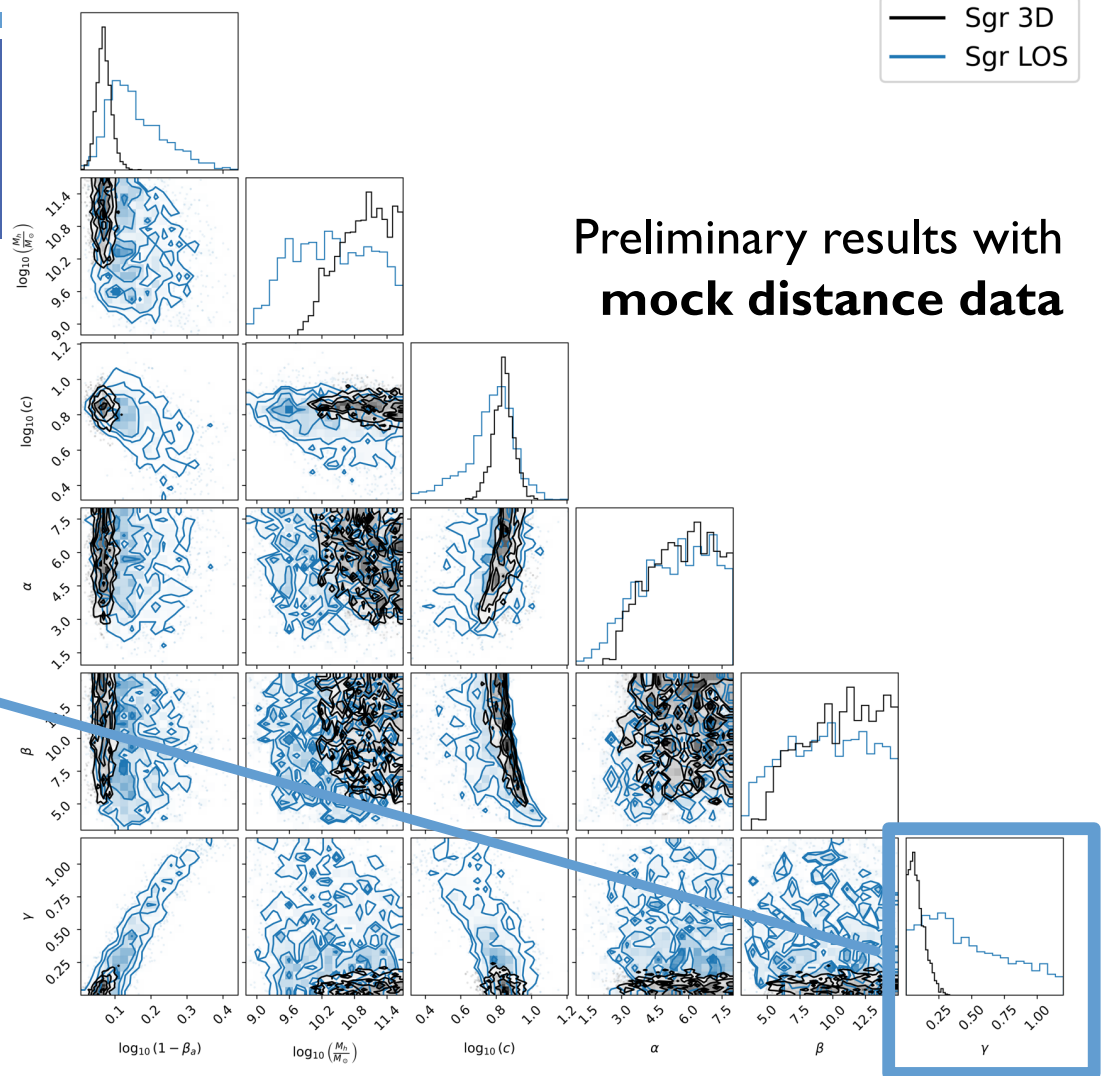 Sgr 3D
Sgr LOS
Preliminary results with
mock distance data
log₁₀(M_h/M_⊙)
11.4
10.8
10.2
9.6
9.0
log₁₀(c)
1.2
1.0
0.8
0.6
0.4
α
7.5
6.0
4.5
3.0
1.5
β
10.0
7.5
5.0
γ
1.00
0.75
0.50
0.25
0.1 0.2 0.3 0.4
9.0 9.6 10.2 10.8 11.4
0.4 0.6 0.8 1.0 1.2
1.5 3.0 4.5 6.0 7.5
5.0 7.5 10.0 12.5
0.25 0.50 0.75 1.00
log₁₀(1 − βₐ) log₁₀(M_h/M_⊙) log₁₀(c) α β γ